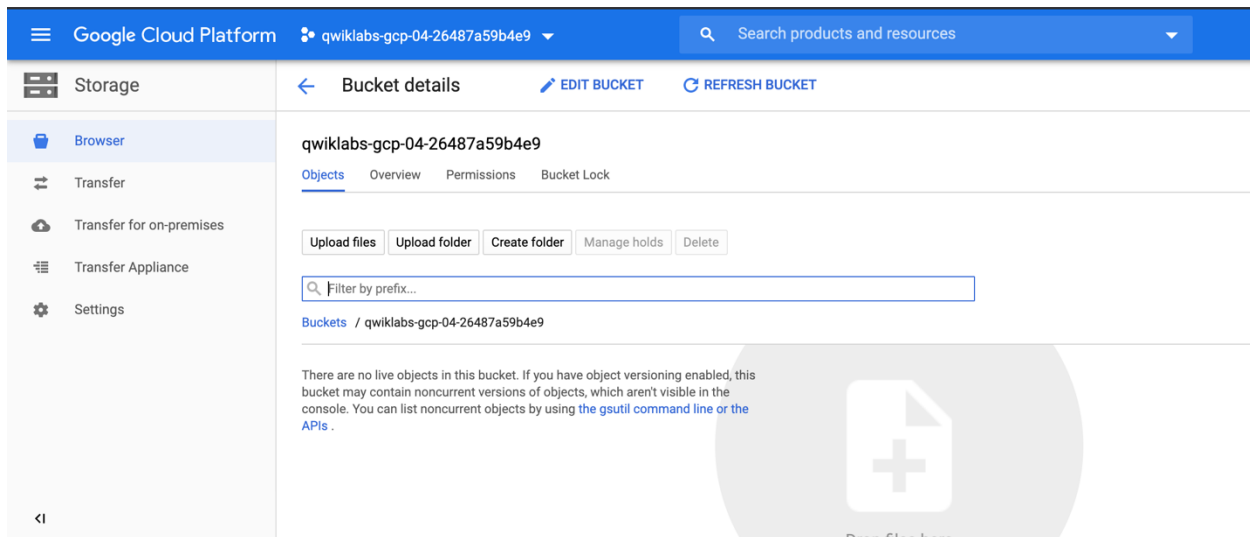 Google Cloud Platform
qwiklabs-gcp-04-26487a59b4e9
Search products and resources
Storage
Bucket details
EDIT BUCKET
REFRESH BUCKET
Browser
Transfer
Transfer for on-premises
Transfer Appliance
Settings
qwiklabs-gcp-04-26487a59b4e9
Objects Overview Permissions Bucket Lock
Upload files Upload folder Create folder Manage holds Delete
Filter by prefix...
Buckets / qwiklabs-gcp-04-26487a59b4e9
There are no live objects in this bucket. If you have object versioning enabled, this
bucket may contain noncurrent versions of objects, which aren't visible in the
console. You can list noncurrent objects by using the gsutil command line or the
APIs .
Drop files here